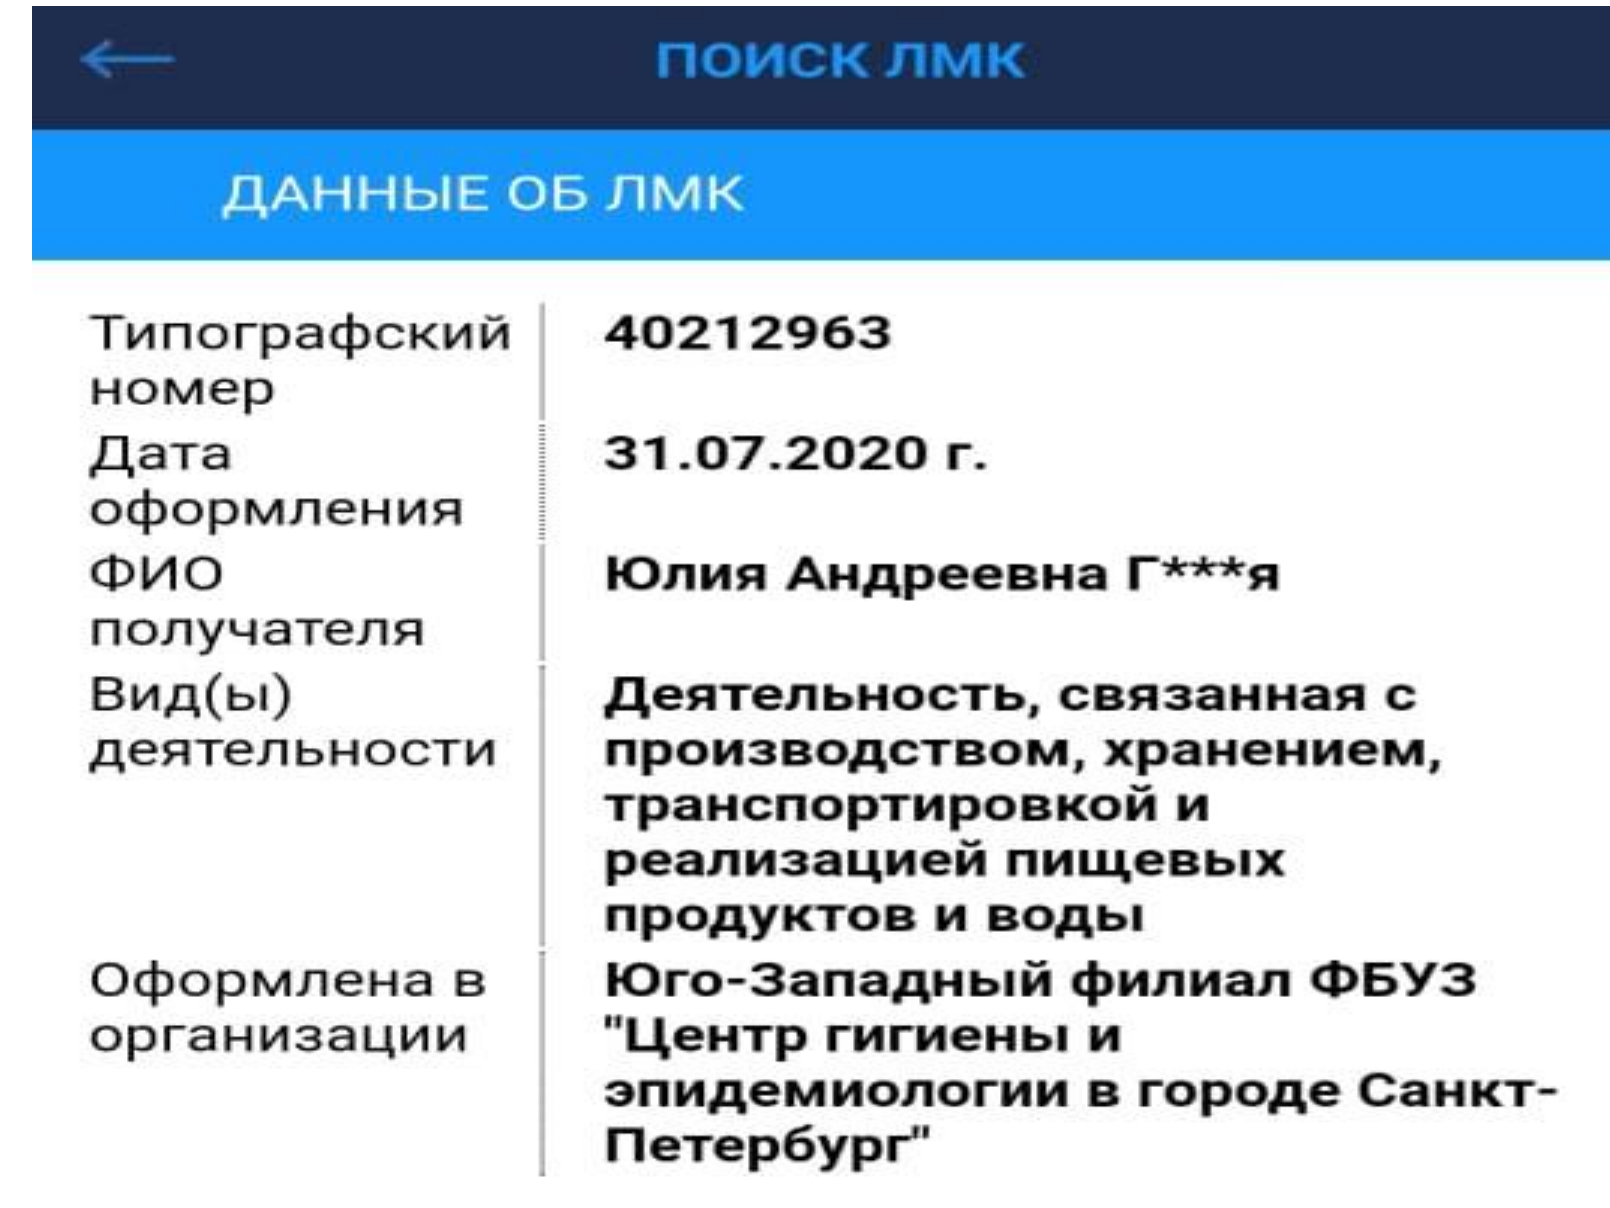 ПОИСК ЛМК
ДАННЫЕ ОБ ЛМК
Типографский
номер
40212963
Дата
оформления
31.07.2020 г.
ФИО
получателя
Юлия Андреевна Г***я
Вид(ы)
деятельности
Деятельность, связанная с
производством, хранением,
транспортировкой и
реализацией пищевых
продуктов и воды
Оформлена в
организации
Юго-Западный филиал ФБУЗ
"Центр гигиены и
эпидемиологии в городе Санкт-
Петербург"